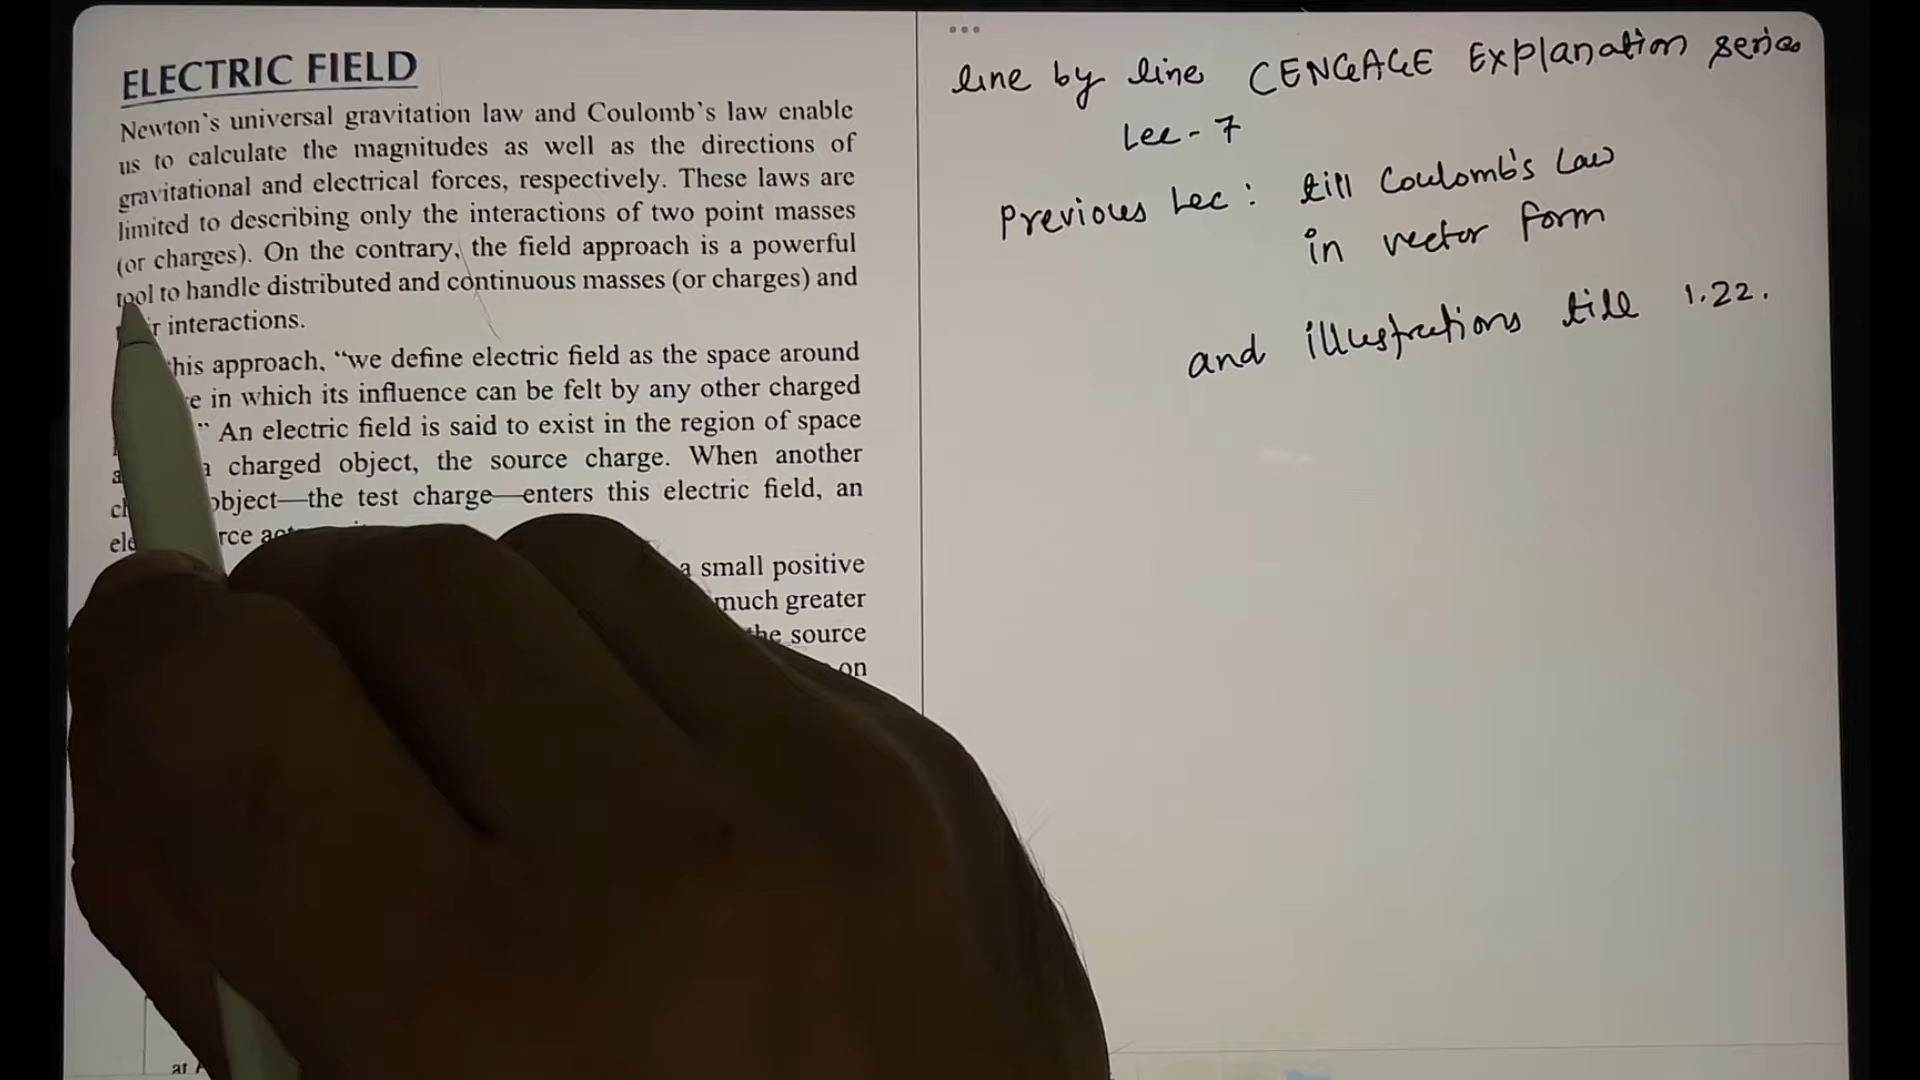 ELECTRIC FIELD
Newton's universal gravitation law and Coulomb's law enable
us to calculate the magnitudes as well as the directions of
gravitational and electrical forces, respectively. These laws are
limited to describing only the interactions of two point masses
(or charges). On the contrary, the field approach is a powerful
tool to handle distributed and continuous masses (or charges) and
interactions.
this approach, “we define electric field as the space around
in which its influence can be felt by any other charged
” An electric field is said to exist in the region of space
a charged object, the source charge. When another
object—the test charge—enters this electric field, an
a small positive
much greater
the source
on
at
line by line CENGAGE Explanation series
Lec - 7
Previous Lec : till Coulomb's Law
in vector form
and illustrations till 1.22.